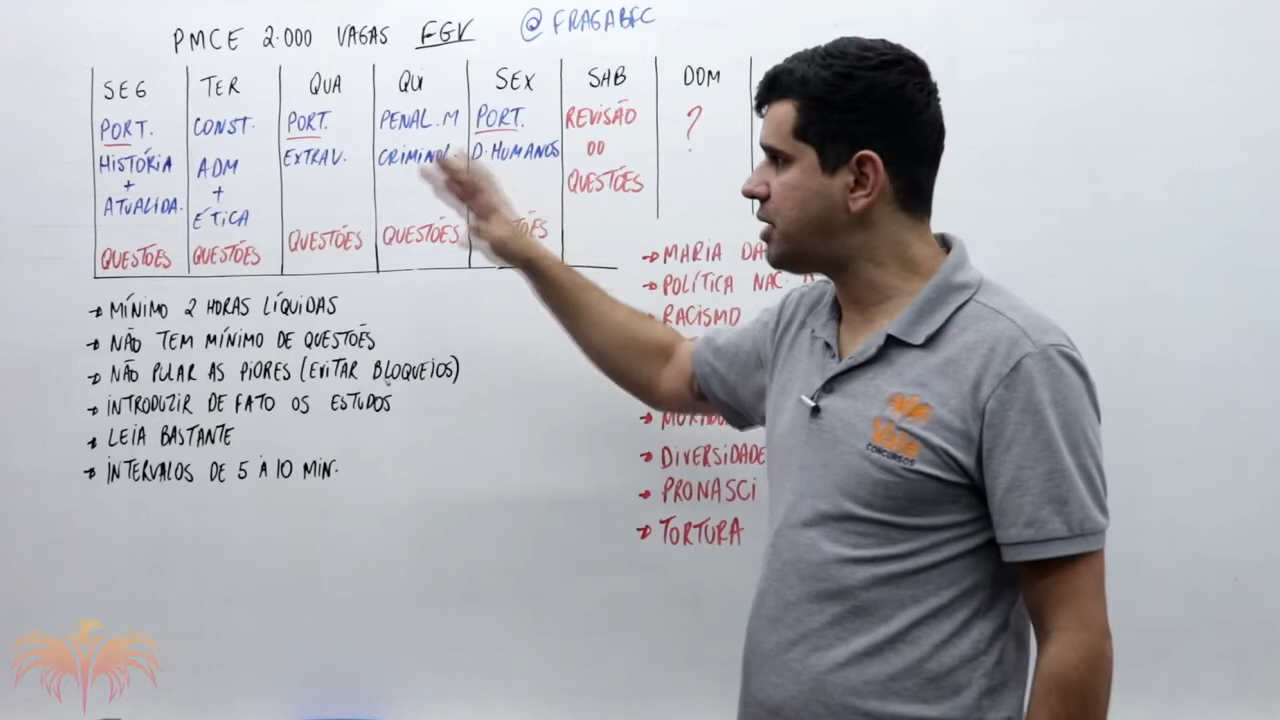 PMCE 2.000 VAGAS FGV
@FRAGABFC
SEG TER QUA QUI SEX SAB DOM
PORT. CONST. PORT. PENAL.M PORT. REVISÃO ?
HISTÓRIA ADM EXTRAV. CRIMINOL. D.HUMANOS OU
+ + QUESTÕES
ATUALIDA. ÉTICA
QUESTÕES QUESTÕES QUESTÕES QUESTÕES
→ MÍNIMO 2 HORAS LÍQUIDAS
→ NÃO TEM MÍNIMO DE QUESTÕES
→ NÃO PULAR AS PIORES (EVITAR BLOQUEIOS)
→ INTRODUZIR DE FATO OS ESTUDOS
→ LEIA BASTANTE
→ INTERVALOS DE 5 À 10 MIN.
→ MARIA DA
→ POLÍTICA NAC.
→ RACISMO
→ DIVERSIDADE
→ PRONASCI
→ TORTURA
CONCURSOS